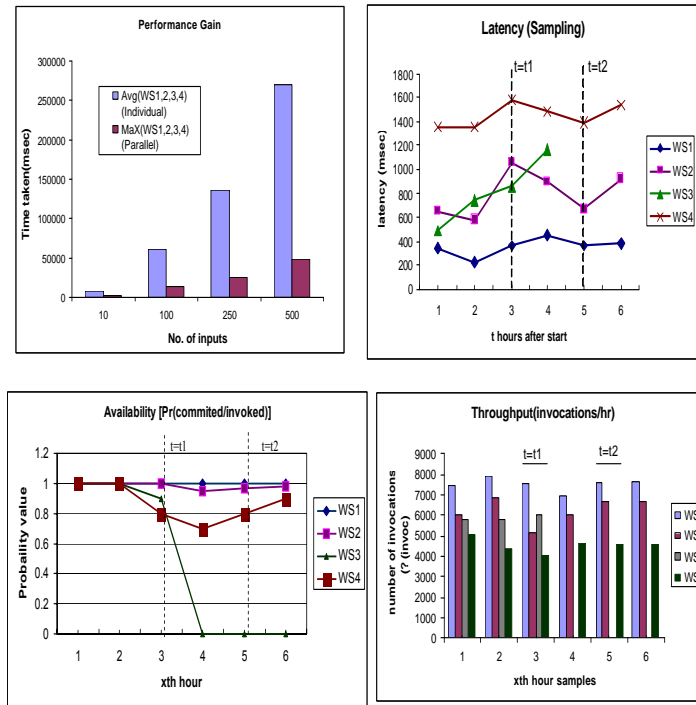 Performance Gain
300000
250000
200000
150000
100000
50000
0
Time taken(msec)
Avg(WS1,2,3,4)
(Individual)
MaX(WS1,2,3,4)
(Parallel)
10 100 250 500
No. of inputs
Latency (Sampling)
t=t1 t=t2
1800
1600
1400
1200
1000
800
600
400
200
0
latency (msec)
1 2 3 4 5 6
t hours after start
WS1
WS2
WS3
WS4
Availability [Pr(commited/invoked)]
t=t1 t=t2
1.2
1
0.8
0.6
0.4
0.2
0
Probaility value
1 2 3 4 5 6
xth hour
WS1
WS2
WS3
WS4
Throughput(invocations/hr)
t=t1 t=t2
9000
8000
7000
6000
5000
4000
3000
2000
1000
0
number of invocations
(? (invoc)
1 2 3 4 5 6
xth hour samples
WS
WS
WS
WS